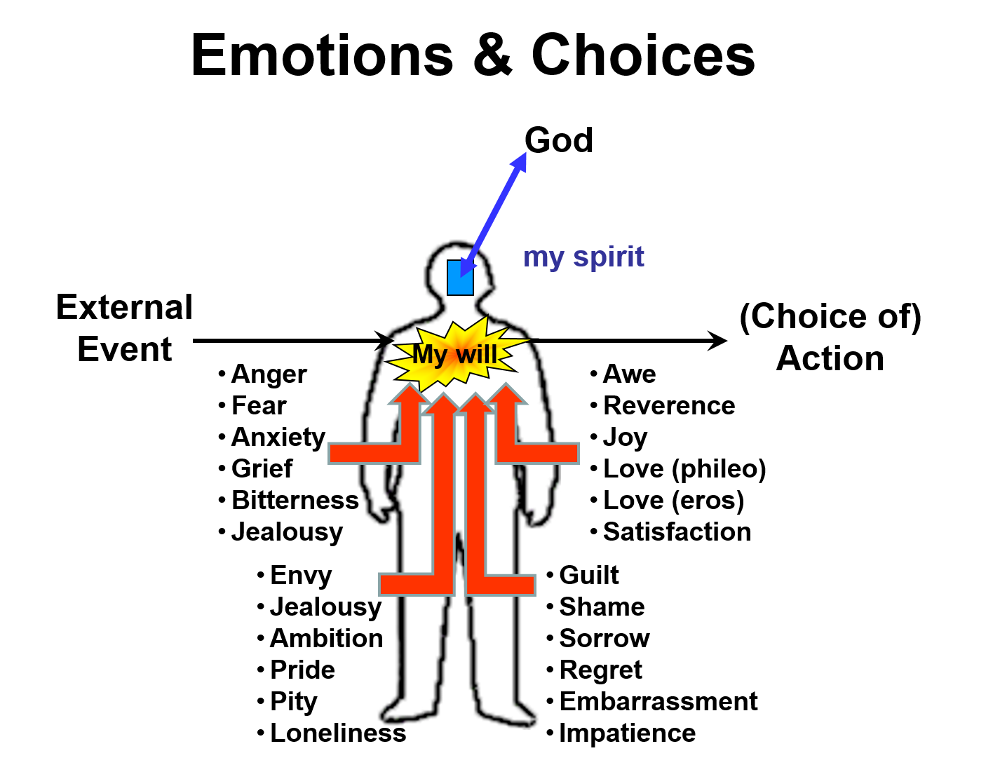 Emotions & Choices
God
my spirit
External
Event
My will
(Choice of)
Action
• Anger
• Fear
• Anxiety
• Grief
• Bitterness
• Jealousy
• Awe
• Reverence
• Joy
• Love (phileo)
• Love (eros)
• Satisfaction
• Envy
• Jealousy
• Ambition
• Pride
• Pity
• Loneliness
• Guilt
• Shame
• Sorrow
• Regret
• Embarrassment
• Impatience